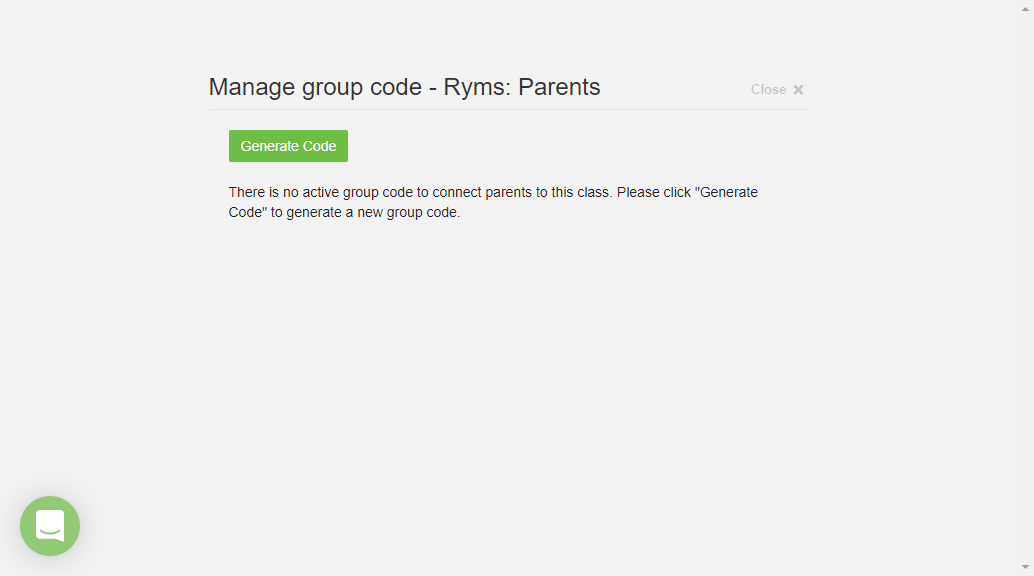 Manage group code - Ryms: Parents
Close ×
Generate Code
There is no active group code to connect parents to this class. Please click "Generate
Code" to generate a new group code.